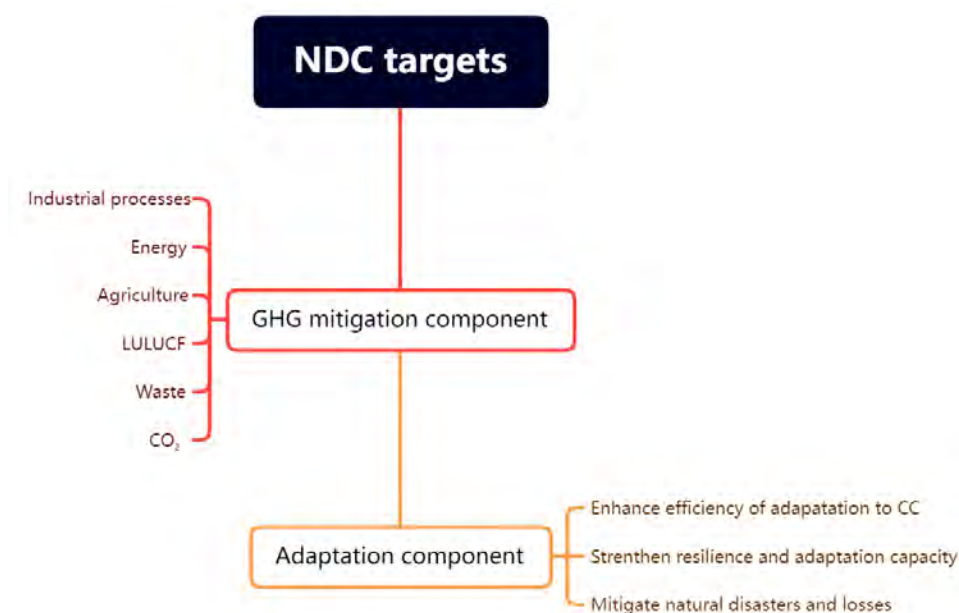 NDC targets
Industrial processes
Energy
Agriculture
LULUCF
Waste
CO₂
GHG mitigation component
Adaptation component
Enhance efficiency of adapatation to CC
Strenthen resilience and adaptation capacity
Mitigate natural disasters and losses